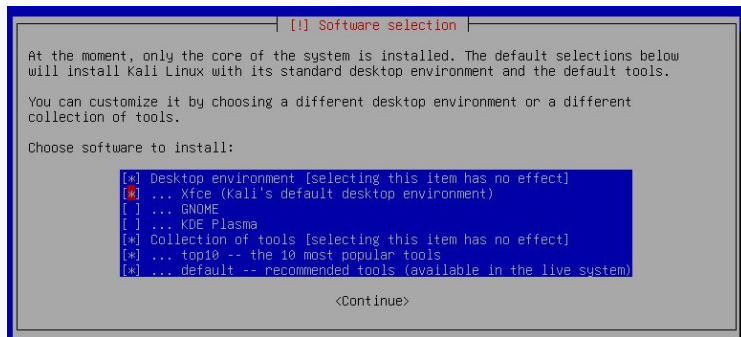 [!] Software selection
At the moment, only the core of the system is installed. The default selections below
will install Kali Linux with its standard desktop environment and the default tools.
You can customize it by choosing a different desktop environment or a different
collection of tools.
Choose software to install:
[*] Desktop environment [selecting this item has no effect]
[*] ... Xfce (Kali's default desktop environment)
[ ] ... GNOME
[ ] ... KDE Plasma
[*] Collection of tools [selecting this item has no effect]
[*] ... top10 -- the 10 most popular tools
[*] ... default -- recommended tools (available in the live system)
<Continue>